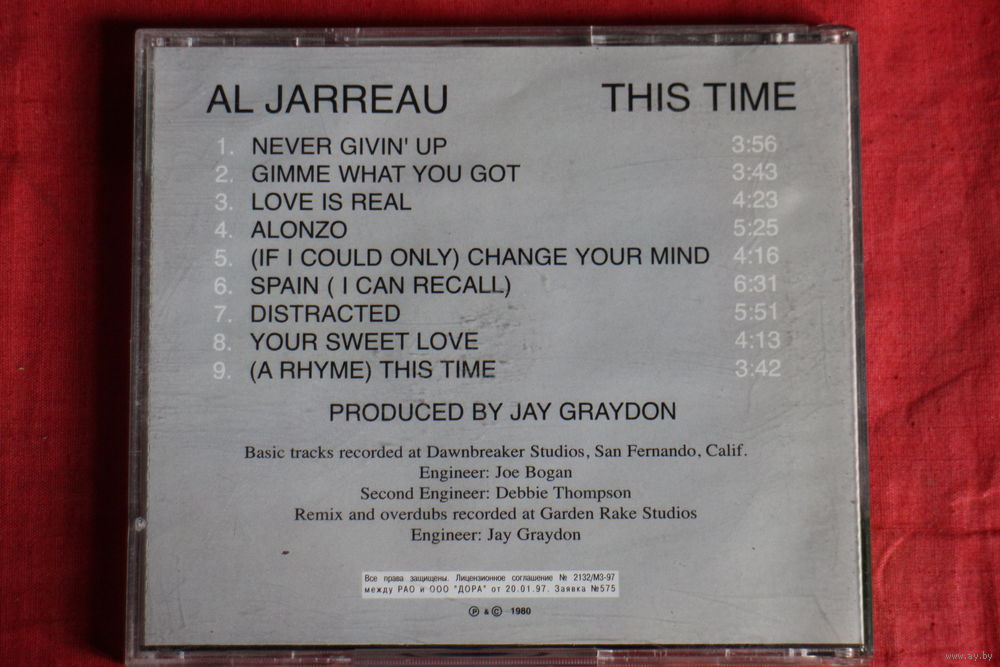 AL JARREAU THIS TIME
1. NEVER GIVIN' UP 3:56
2. GIMME WHAT YOU GOT 3:43
3. LOVE IS REAL 4:23
4. ALONZO 5:25
5. (IF I COULD ONLY) CHANGE YOUR MIND 4:16
6. SPAIN ( I CAN RECALL) 6:31
7. DISTRACTED 5:51
8. YOUR SWEET LOVE 4:13
9. (A RHYME) THIS TIME 3:42
PRODUCED BY JAY GRAYDON
Basic tracks recorded at Dawnbreaker Studios, San Fernando, Calif.
Engineer: Joe Bogan
Second Engineer: Debbie Thompson
Remix and overdubs recorded at Garden Rake Studios
Engineer: Jay Graydon
Все права защищены. Лицензионное соглашение № 2132/МЗ-97
между РАО и ООО "ДОРА" от 20.01.97. Заявка №575
Ⓟ & © 1980
www.ay.by